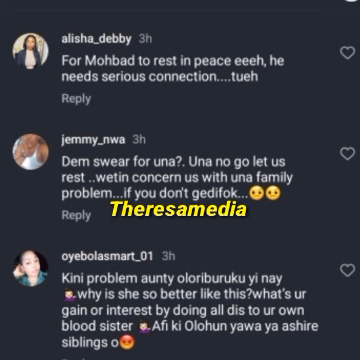 alisha_debby 3h
For Mohbad to rest in peace eeeh, he
needs serious connection....tueh
Reply
jemmy_nwa 3h
Dem swear for una?. Una no go let us
rest ..wetin concern us with una family
problem...if you don't gedifok...😠😠
Theresamedia
Reply
oyebolasmart_01 3h
Kini problem aunty oloriburuku yi nay
💁🏻‍♀️why is she so better like this?what's ur
gain or interest by doing all dis to ur own
blood sister 💁🏻‍♀️Afi ki Olohun yawa ya ashire
siblings o😡